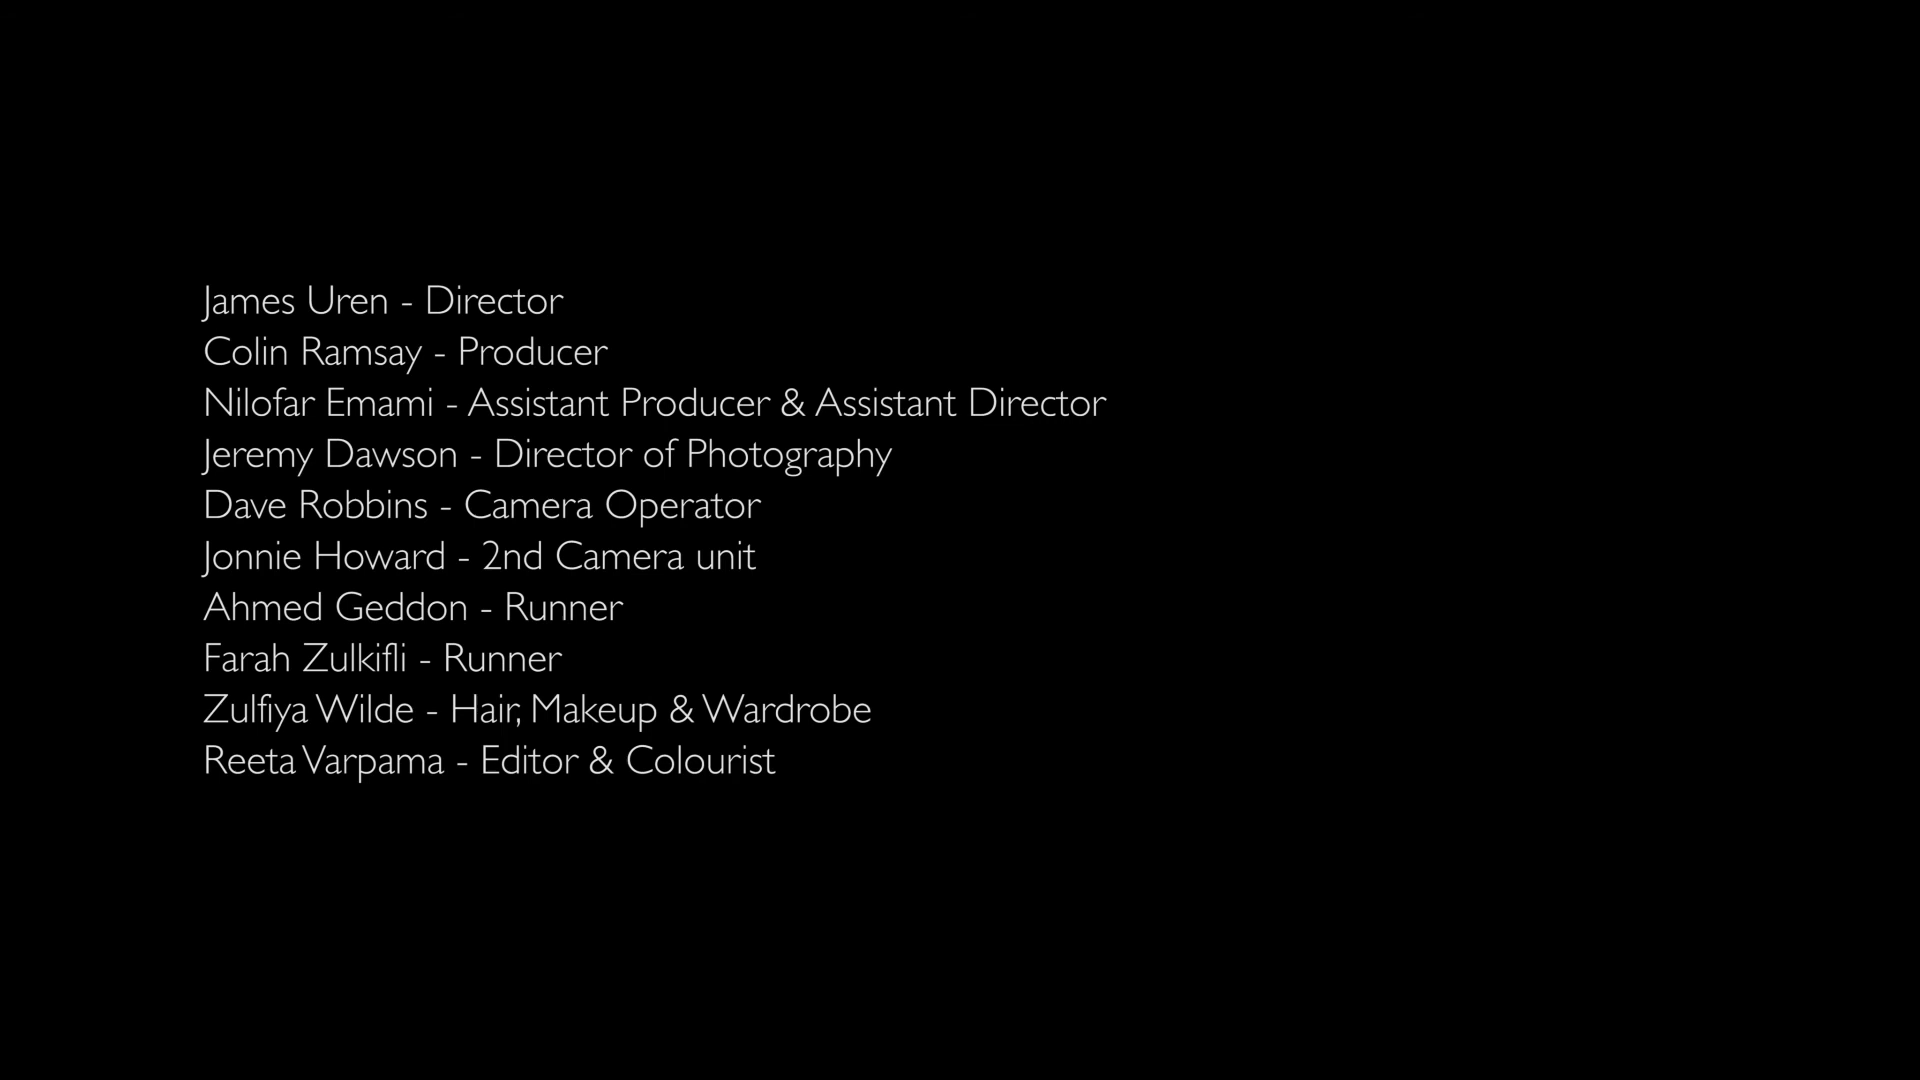 James Uren - Director
Colin Ramsay - Producer
Nilofar Emami - Assistant Producer & Assistant Director
Jeremy Dawson - Director of Photography
Dave Robbins - Camera Operator
Jonnie Howard - 2nd Camera unit
Ahmed Geddon - Runner
Farah Zulkifli - Runner
Zulfiya Wilde - Hair, Makeup & Wardrobe
Reeta Varpama - Editor & Colourist